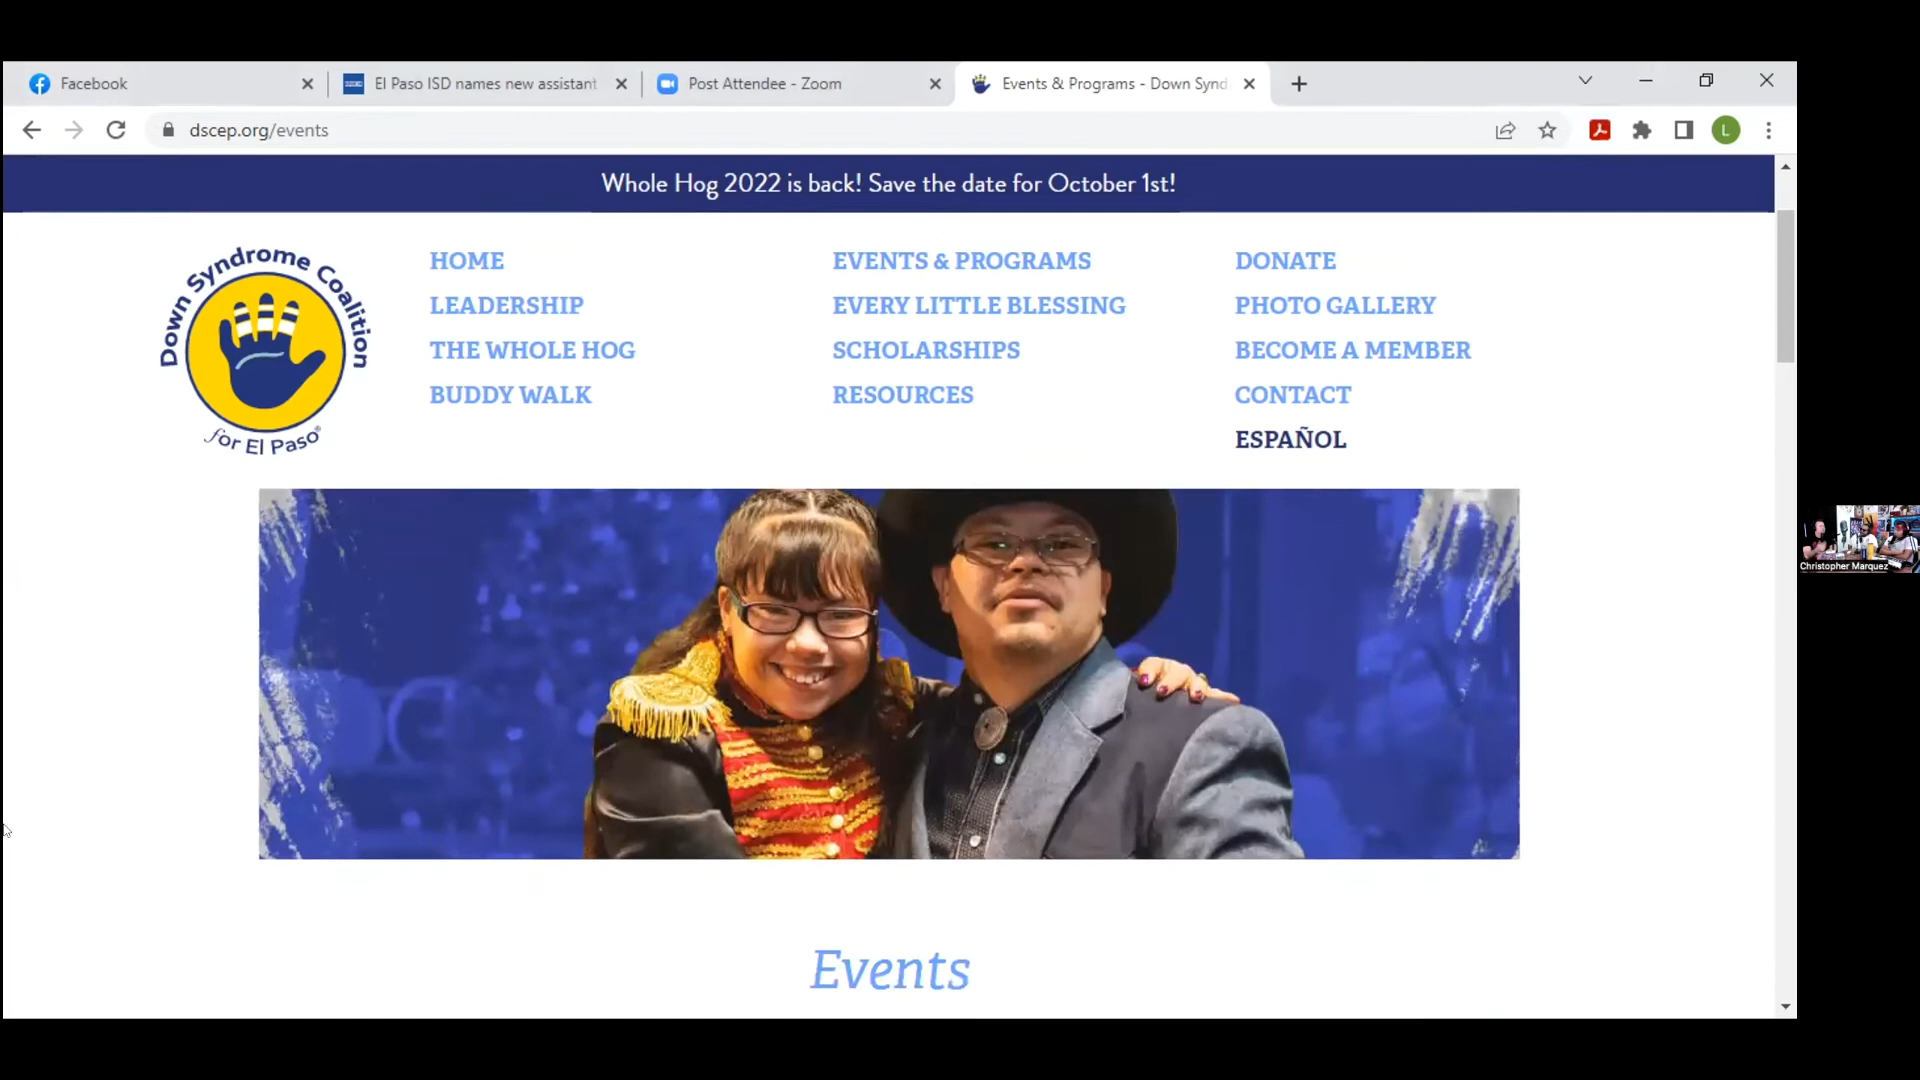 Facebook
El Paso ISD names new assistant
Post Attendee - Zoom
Events & Programs - Down Synd
dscep.org/events
L
Whole Hog 2022 is back! Save the date for October 1st!
Down Syndrome Coalition
for El Paso
HOME
LEADERSHIP
THE WHOLE HOG
BUDDY WALK
EVENTS & PROGRAMS
EVERY LITTLE BLESSING
SCHOLARSHIPS
RESOURCES
DONATE
PHOTO GALLERY
BECOME A MEMBER
CONTACT
ESPAÑOL
Christopher Marquez
Events